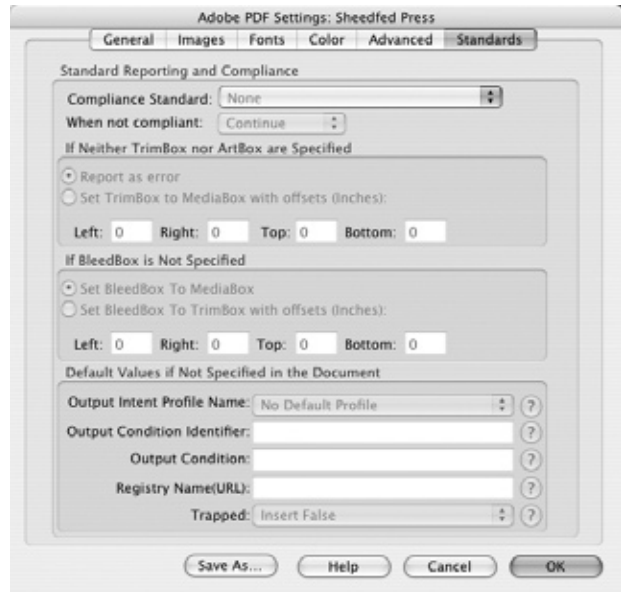 Adobe PDF Settings: Sheedfed Press
General Images Fonts Color Advanced Standards
Standard Reporting and Compliance
Compliance Standard: None
When not compliant: Continue
If Neither TrimBox nor ArtBox are Specified
Report as error
Set TrimBox to MediaBox with offsets (Inches):
Left: 0 Right: 0 Top: 0 Bottom: 0
If BleedBox is Not Specified
Set BleedBox To MediaBox
Set BleedBox To TrimBox with offsets (Inches):
Left: 0 Right: 0 Top: 0 Bottom: 0
Default Values if Not Specified in the Document
Output Intent Profile Name: No Default Profile ?
Output Condition Identifier: ?
Output Condition: ?
Registry Name(URL): ?
Trapped: Insert False ?
Save As... Help Cancel OK